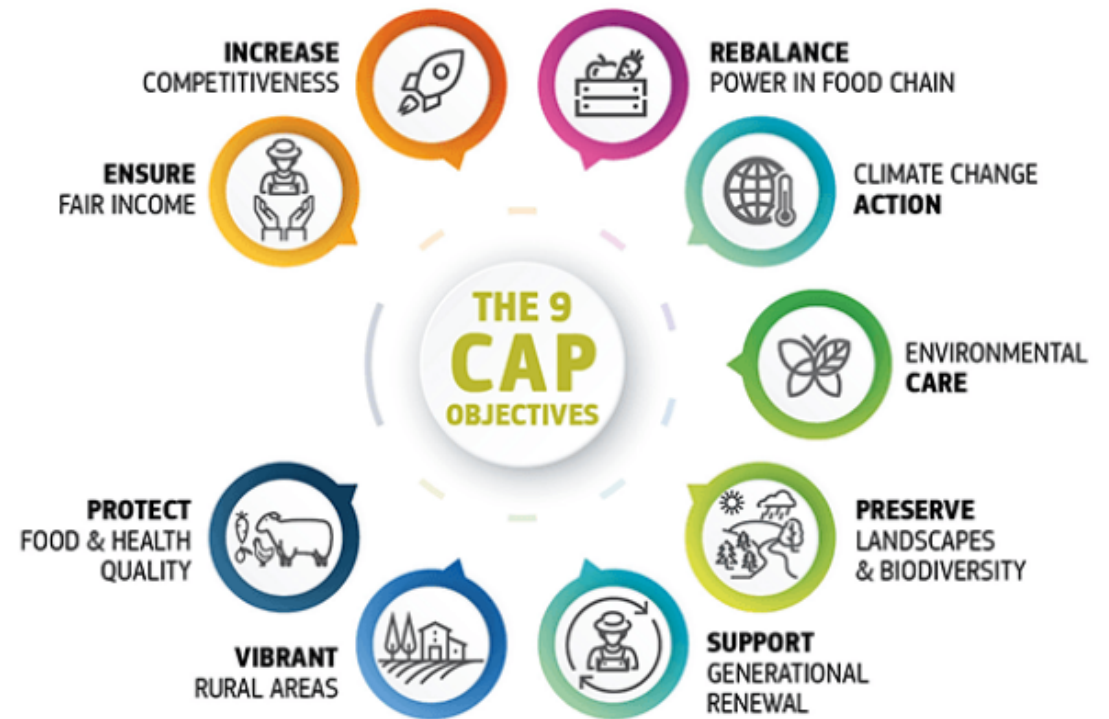 INCREASE
COMPETITIVENESS
REBALANCE
POWER IN FOOD CHAIN
ENSURE
FAIR INCOME
CLIMATE CHANGE
ACTION
THE 9
CAP
OBJECTIVES
ENVIRONMENTAL
CARE
PROTECT
FOOD & HEALTH
QUALITY
PRESERVE
LANDSCAPES
& BIODIVERSITY
VIBRANT
RURAL AREAS
SUPPORT
GENERATIONAL
RENEWAL